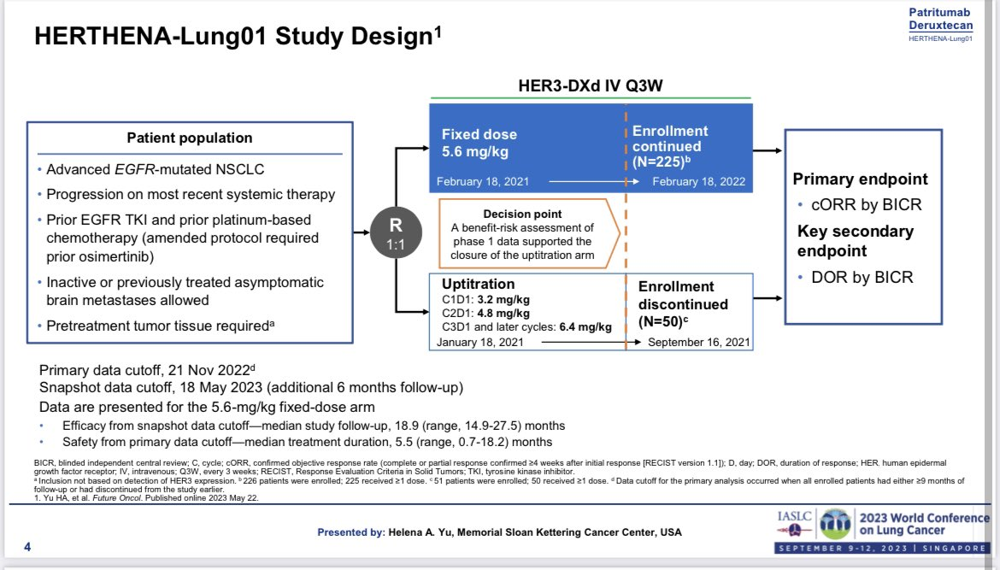 HERTHENA-Lung01 Study Design¹
Patritumab
Deruxtecan
HERTHENA-Lung01
HER3-DXd IV Q3W
Patient population
• Advanced EGFR-mutated NSCLC
• Progression on most recent systemic therapy
• Prior EGFR TKI and prior platinum-based
chemotherapy (amended protocol required
prior osimertinib)
• Inactive or previously treated asymptomatic
brain metastases allowed
• Pretreatment tumor tissue requiredᵃ
R
1:1
Fixed dose
5.6 mg/kg
February 18, 2021
Enrollment
continued
(N=225)ᵇ
February 18, 2022
Decision point
A benefit-risk assessment of
phase 1 data supported the
closure of the uptitration arm
Uptitration
C1D1: 3.2 mg/kg
C2D1: 4.8 mg/kg
C3D1 and later cycles: 6.4 mg/kg
January 18, 2021
Enrollment
discontinued
(N=50)ᶜ
September 16, 2021
Primary endpoint
• cORR by BICR
Key secondary
endpoint
• DOR by BICR
Primary data cutoff, 21 Nov 2022ᵈ
Snapshot data cutoff, 18 May 2023 (additional 6 months follow-up)
Data are presented for the 5.6-mg/kg fixed-dose arm
• Efficacy from snapshot data cutoff—median study follow-up, 18.9 (range, 14.9-27.5) months
• Safety from primary data cutoff—median treatment duration, 5.5 (range, 0.7-18.2) months
BICR, blinded independent central review; C, cycle; cORR, confirmed objective response rate (complete or partial response confirmed ≥4 weeks after initial response [RECIST version 1.1]); D, day; DOR, duration of response; HER, human epidermal
growth factor receptor; IV, intravenous; Q3W, every 3 weeks; RECIST, Response Evaluation Criteria in Solid Tumors; TKI, tyrosine kinase inhibitor.
ᵃ Inclusion not based on detection of HER3 expression. ᵇ 226 patients were enrolled; 225 received ≥1 dose. ᶜ 51 patients were enrolled; 50 received ≥1 dose. ᵈ Data cutoff for the primary analysis occurred when all enrolled patients had either ≥9 months of
follow-up or had discontinued from the study earlier.
1. Yu HA, et al. Future Oncol. Published online 2023 May 22.
4
Presented by: Helena A. Yu, Memorial Sloan Kettering Cancer Center, USA
IASLC
2023 World Conference
on Lung Cancer
SEPTEMBER 9-12, 2023 | SINGAPORE